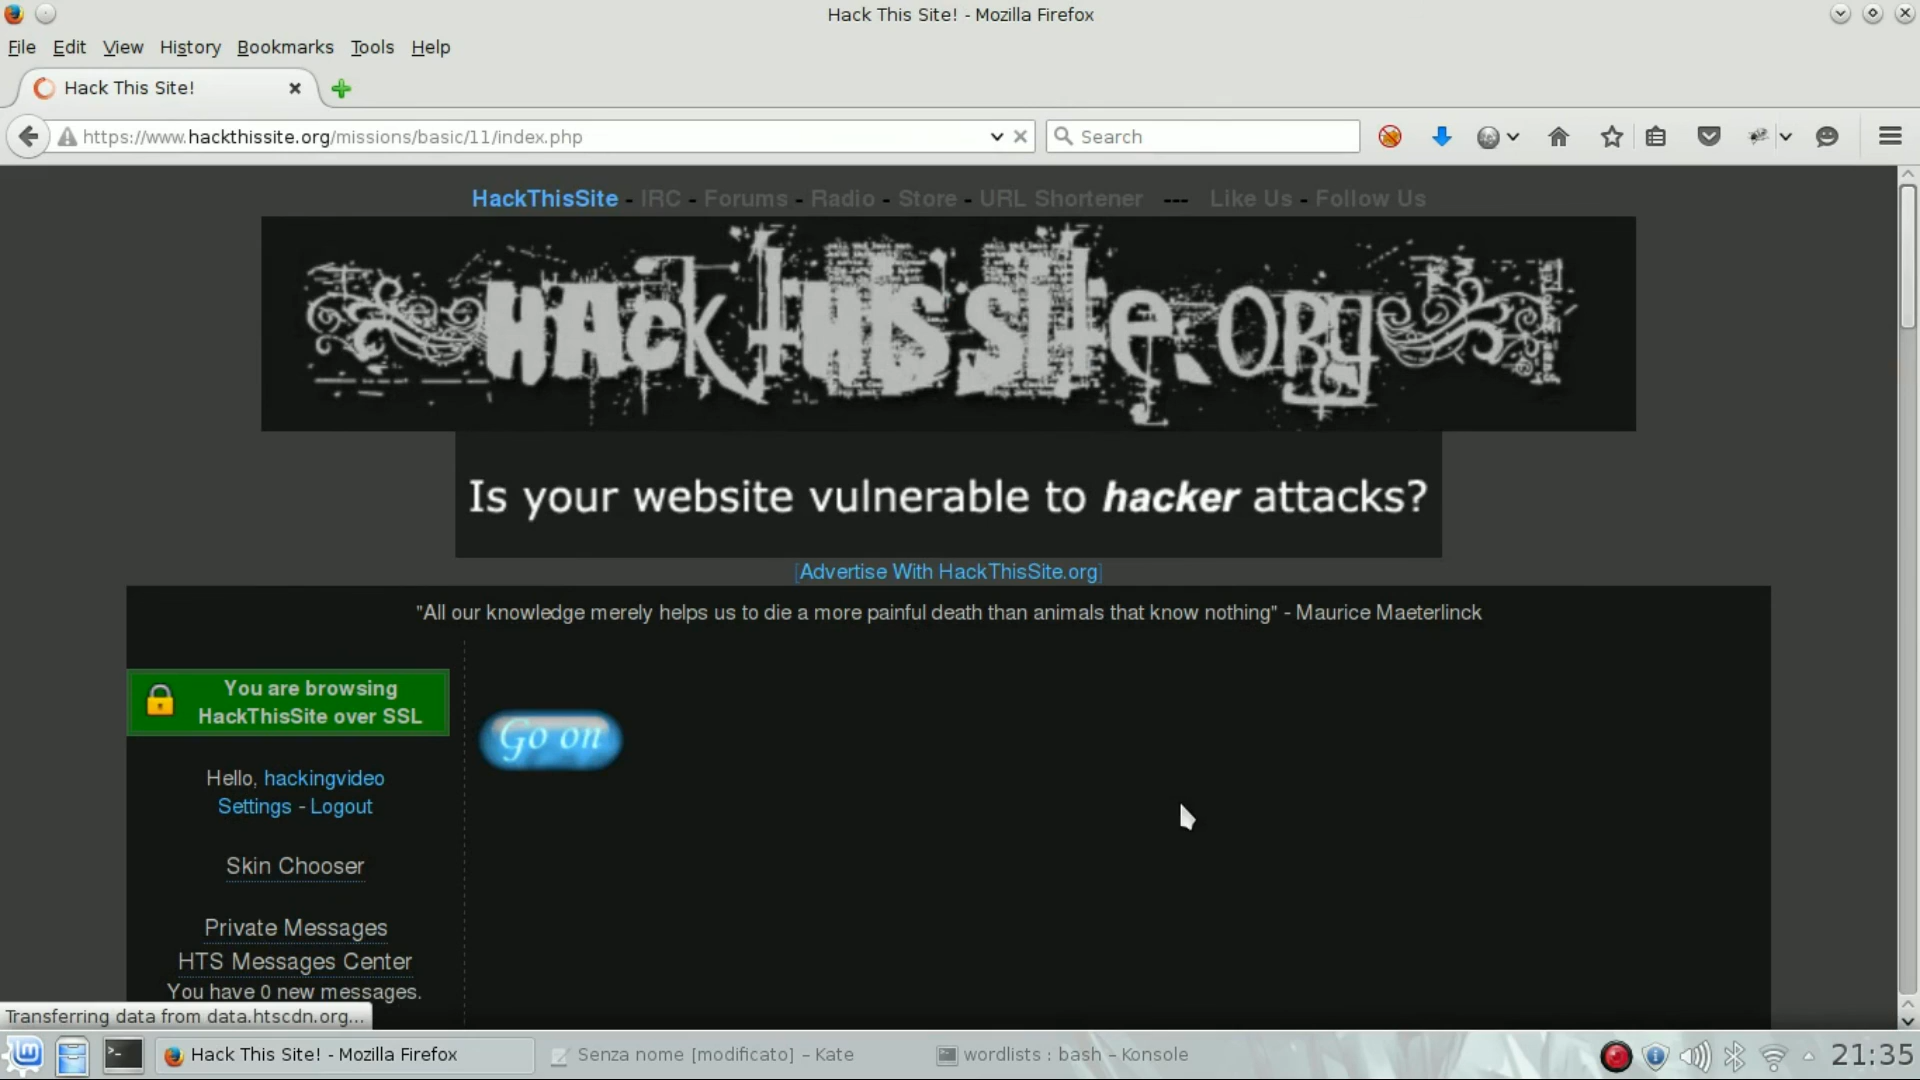 Hack This Site! - Mozilla Firefox
File Edit View History Bookmarks Tools Help
Hack This Site!
https://www.hackthissite.org/missions/basic/11/index.php
Search
HackThisSite - IRC - Forums - Radio - Store - URL Shortener --- Like Us - Follow Us
HACK THIS SITE.ORG
Is your website vulnerable to hacker attacks?
[Advertise With HackThisSite.org]
"All our knowledge merely helps us to die a more painful death than animals that know nothing" - Maurice Maeterlinck
You are browsing
HackThisSite over SSL
Go on
Hello, hackingvideo
Settings - Logout
Skin Chooser
Private Messages
HTS Messages Center
You have 0 new messages.
Transferring data from data.htscdn.org...
Hack This Site! - Mozilla Firefox
Senza nome [modificato] – Kate
wordlists : bash – Konsole
21:35